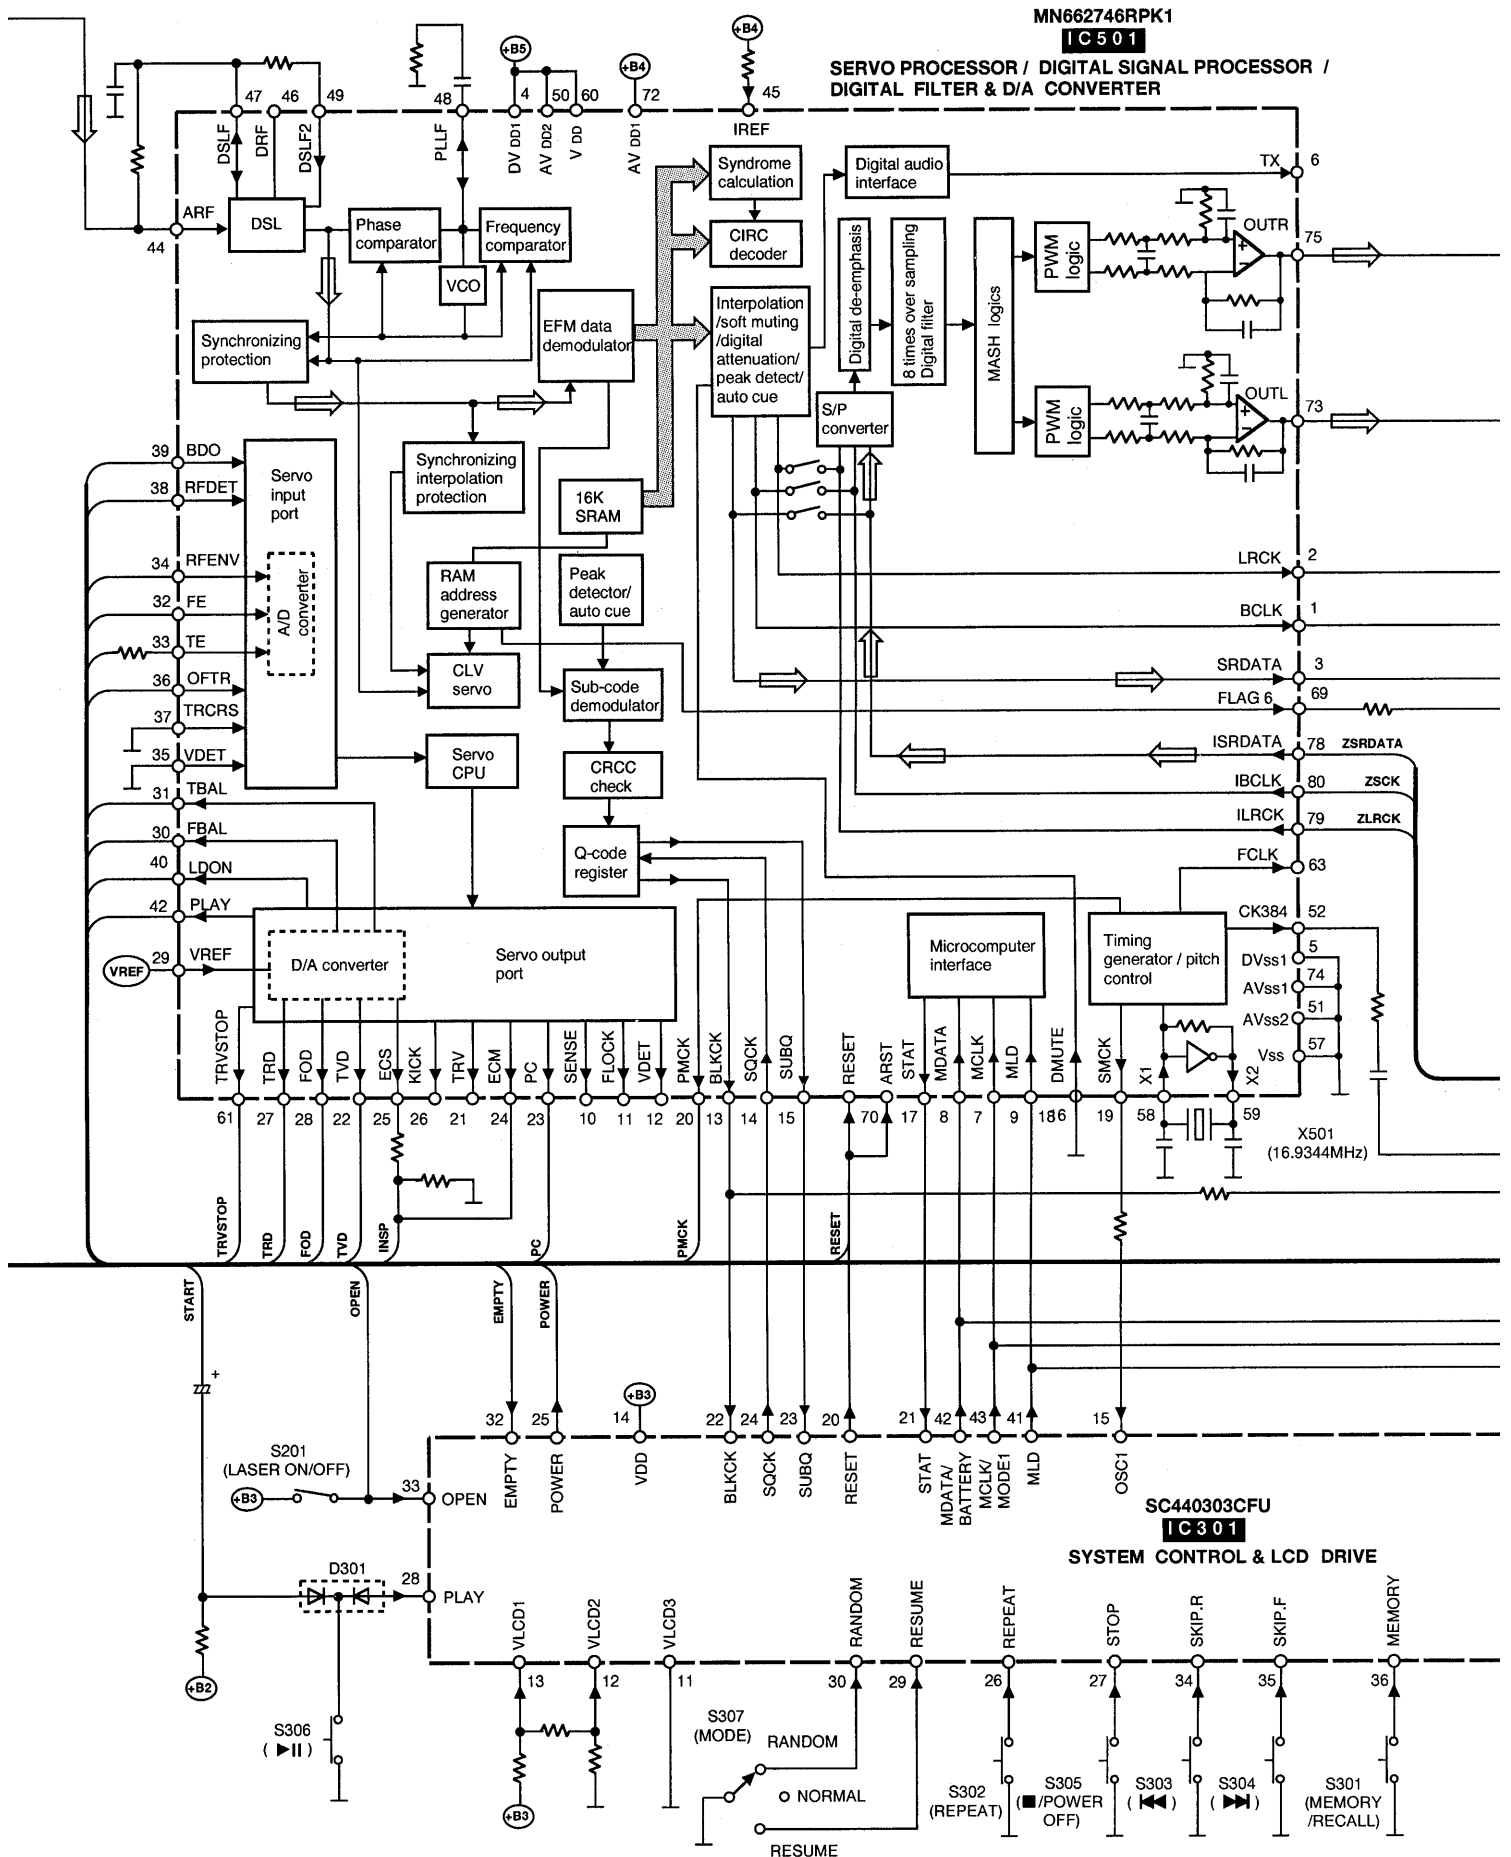 MN662746RPK1
IC501
SERVO PROCESSOR / DIGITAL SIGNAL PROCESSOR /
DIGITAL FILTER & D/A CONVERTER
+B5
+B4
+B4
47
46
49
48
4
50
60
72
45
DSLF
DRF
DSLF2
PLLF
DV DD1
AV DD2
V DD
AV DD1
IREF
ARF
44
DSL
Phase
comparator
Frequency
comparator
VCO
Synchronizing
protection
EFM data
demodulator
Syndrome
calculation
CIRC
decoder
Digital audio
interface
TX
6
Interpolation
/soft muting
/digital
attenuation/
peak detect/
auto cue
Digital de-emphasis
8 times over sampling
Digital filter
MASH logics
PWM
logic
OUTR
75
+
−
PWM
logic
OUTL
73
+
−
S/P
converter
Synchronizing
interpolation
protection
16K
SRAM
RAM
address
generator
Peak
detector/
auto cue
CLV
servo
Sub-code
demodulator
Servo
CPU
CRCC
check
Q-code
register
39
BDO
38
RFDET
34
RFENV
32
FE
33
TE
36
OFTR
37
TRCRS
35
VDET
31
TBAL
30
FBAL
40
LDON
42
PLAY
29
VREF
VREF
Servo
input
port
A/D
converter
D/A converter
Servo output
port
Microcomputer
interface
Timing
generator / pitch
control
LRCK
2
BCLK
1
SRDATA
3
FLAG 6
69
ISRDATA
78
ZSRDATA
IBCLK
80
ZSCK
ILRCK
79
ZLRCK
FCLK
63
CK384
52
DVss1
5
AVss1
74
AVss2
51
Vss
57
TRVSTOP
TRD
FOD
TVD
ECS
KICK
TRV
ECM
PC
SENSE
FLOCK
VDET
PMCK
BLKCK
SQCK
SUBQ
RESET
ARST
STAT
MDATA
MCLK
MLD
DMUTE
SMCK
X1
X2
61
27
28
22
25
26
21
24
23
10
11
12
20
13
14
15
70
17
8
7
9
18
16
19
58
59
X501
(16.9344MHz)
TRVSTOP
TRD
FOD
TVD
INSP
PC
PMCK
RESET
START
OPEN
EMPTY
POWER
+
+B3
32
25
14
22
24
23
20
21
42
43
41
15
EMPTY
POWER
VDD
BLKCK
SQCK
SUBQ
RESET
STAT
MDATA/
BATTERY
MCLK/
MODE1
MLD
OSC1
S201
(LASER ON/OFF)
+B3
33
OPEN
D301
28
PLAY
SC440303CFU
IC301
SYSTEM CONTROL & LCD DRIVE
VLCD1
VLCD2
VLCD3
RANDOM
RESUME
REPEAT
STOP
SKIP.R
SKIP.F
MEMORY
13
12
11
30
29
26
27
34
35
36
+B2
S306
(▶II)
+B3
S307
(MODE)
RANDOM
NORMAL
RESUME
S302
(REPEAT)
S305
(■/POWER
OFF)
S303
(|◀◀)
S304
(▶▶|)
S301
(MEMORY
/RECALL)